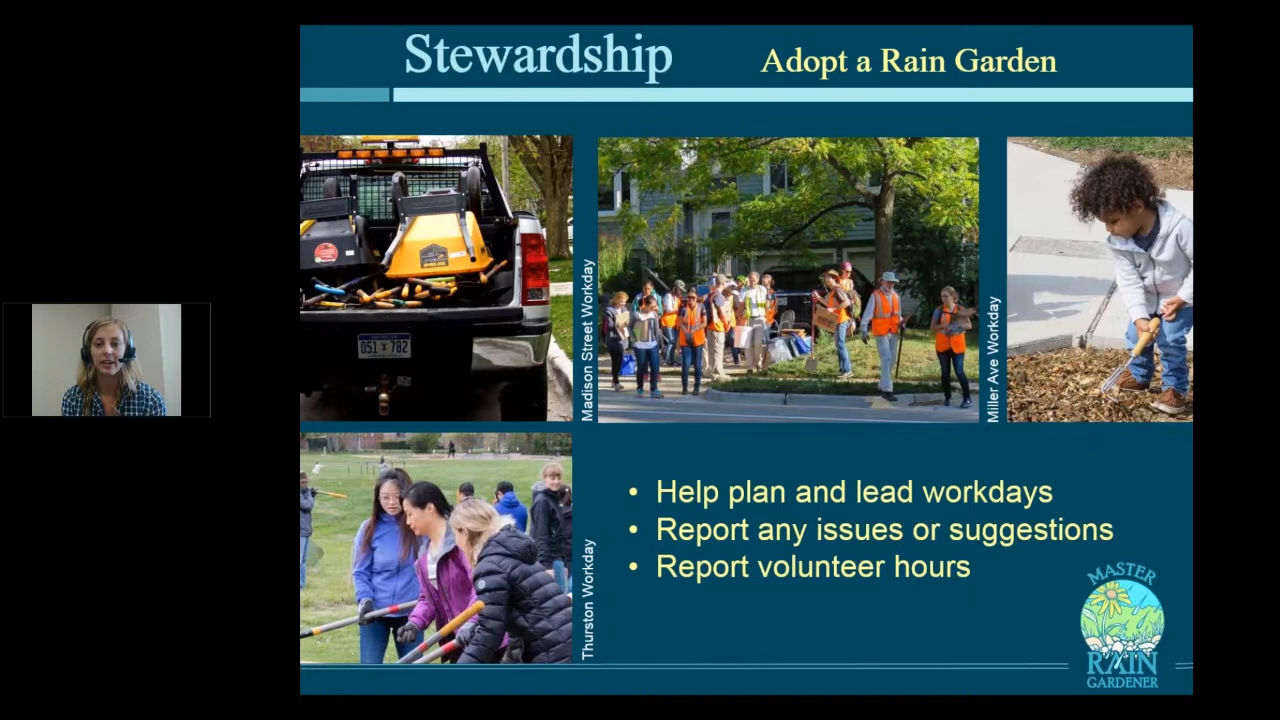 Stewardship
Adopt a Rain Garden
Madison Street Workday
Miller Ave Workday
051 x 782
Thurston Workday
• Help plan and lead workdays
• Report any issues or suggestions
• Report volunteer hours
MASTER
RAIN
GARDENER